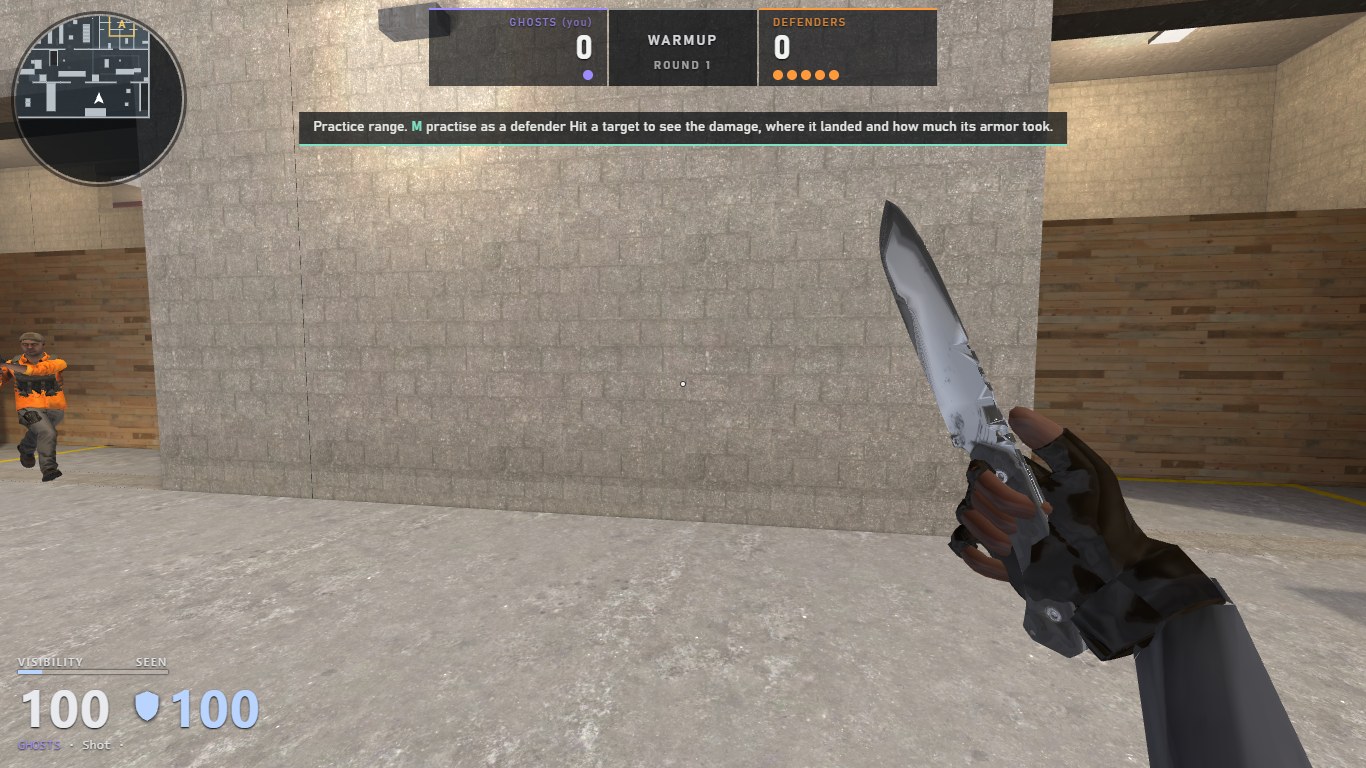 A
GHOSTS (you)
0
WARMUP
ROUND 1
DEFENDERS
0
Practice range. M practise as a defender Hit a target to see the damage, where it landed and how much its armor took.
VISIBILITY SEEN
100 100
GHOSTS · Shot ·